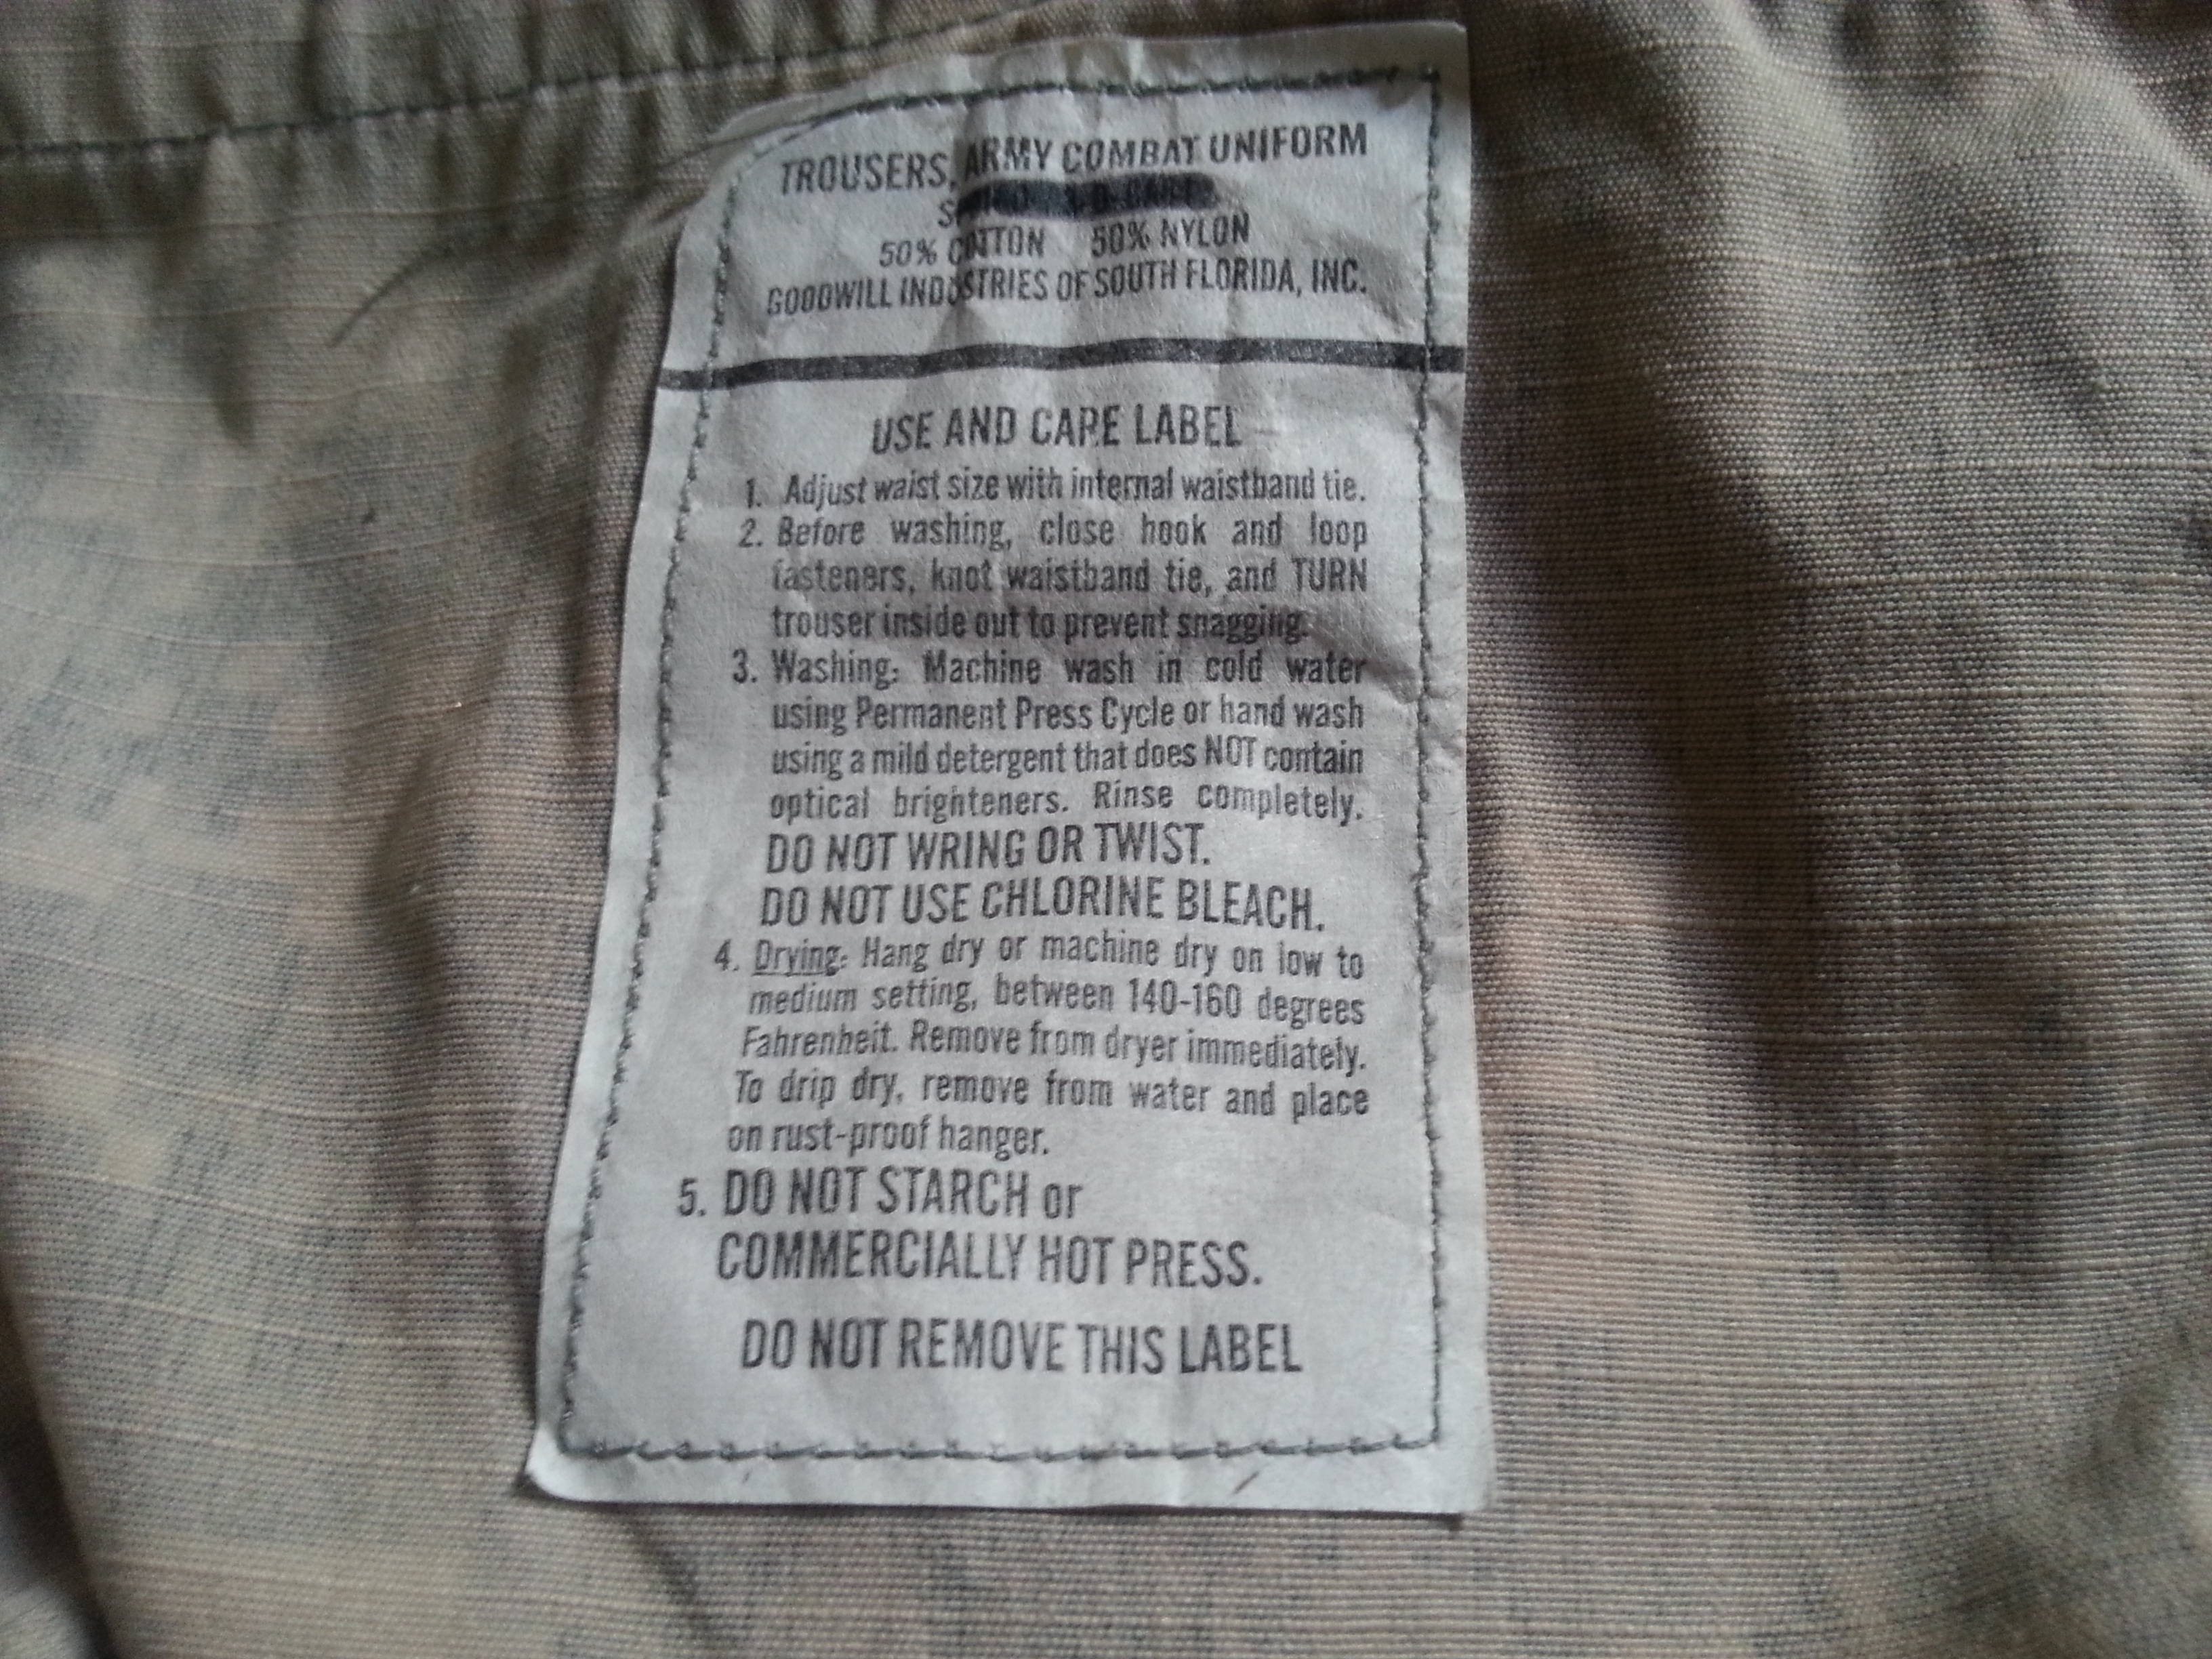 TROUSERS, ARMY COMBAT UNIFORM
50% COTTON 50% NYLON
GOODWILL INDUSTRIES OF SOUTH FLORIDA, INC.
USE AND CARE LABEL
1. Adjust waist size with internal waistband tie.
2. Before washing, close hook and loop
fasteners, knot waistband tie, and TURN
trouser inside out to prevent snagging.
3. Washing: Machine wash in cold water
using Permanent Press Cycle or hand wash
using a mild detergent that does NOT contain
optical brighteners. Rinse completely.
DO NOT WRING OR TWIST.
DO NOT USE CHLORINE BLEACH.
4. Drying: Hang dry or machine dry on low to
medium setting, between 140-160 degrees
Fahrenheit. Remove from dryer immediately.
To drip dry, remove from water and place
on rust-proof hanger.
5. DO NOT STARCH or
COMMERCIALLY HOT PRESS.
DO NOT REMOVE THIS LABEL